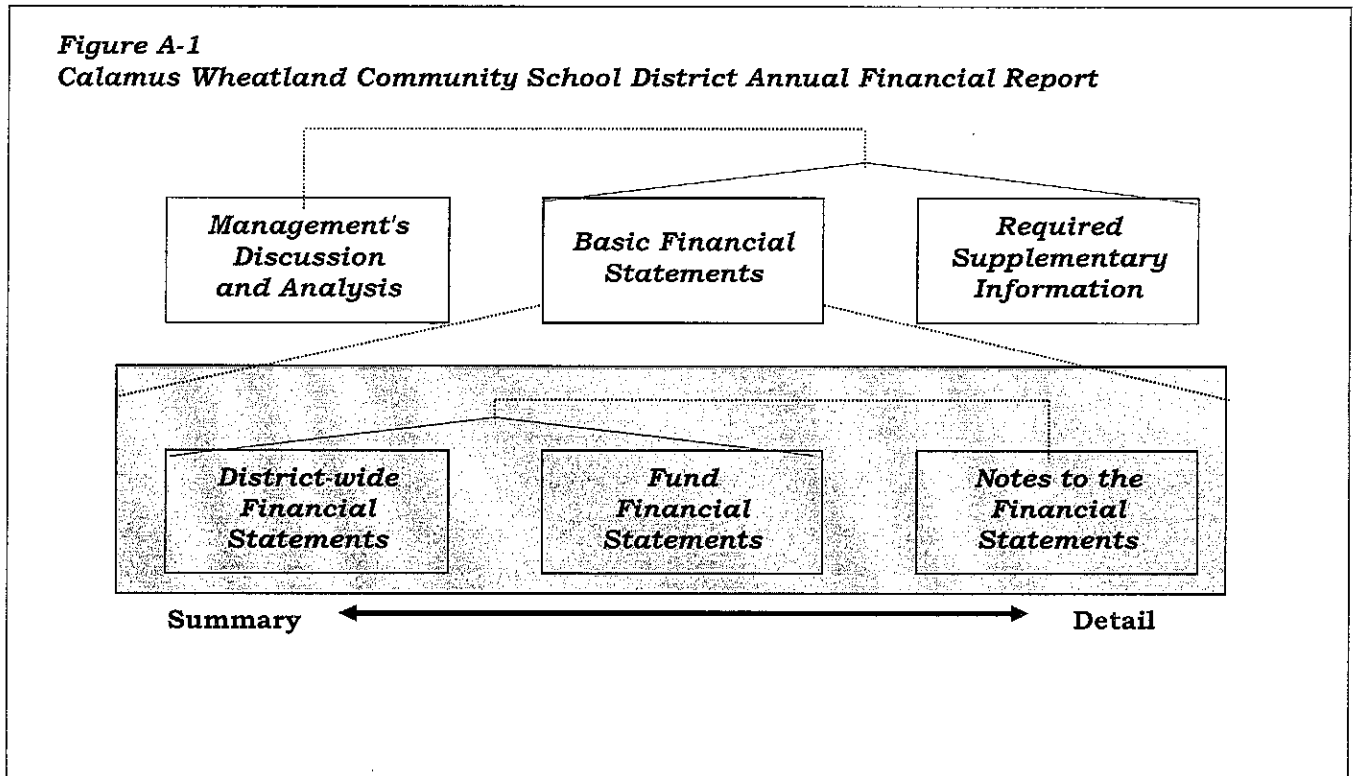 Figure A-1
Calamus Wheatland Community School District Annual Financial Report
Management's
Discussion
and Analysis
Basic Financial
Statements
Required
Supplementary
Information
District-wide
Financial
Statements
Fund
Financial
Statements
Notes to the
Financial
Statements
Summary
Detail